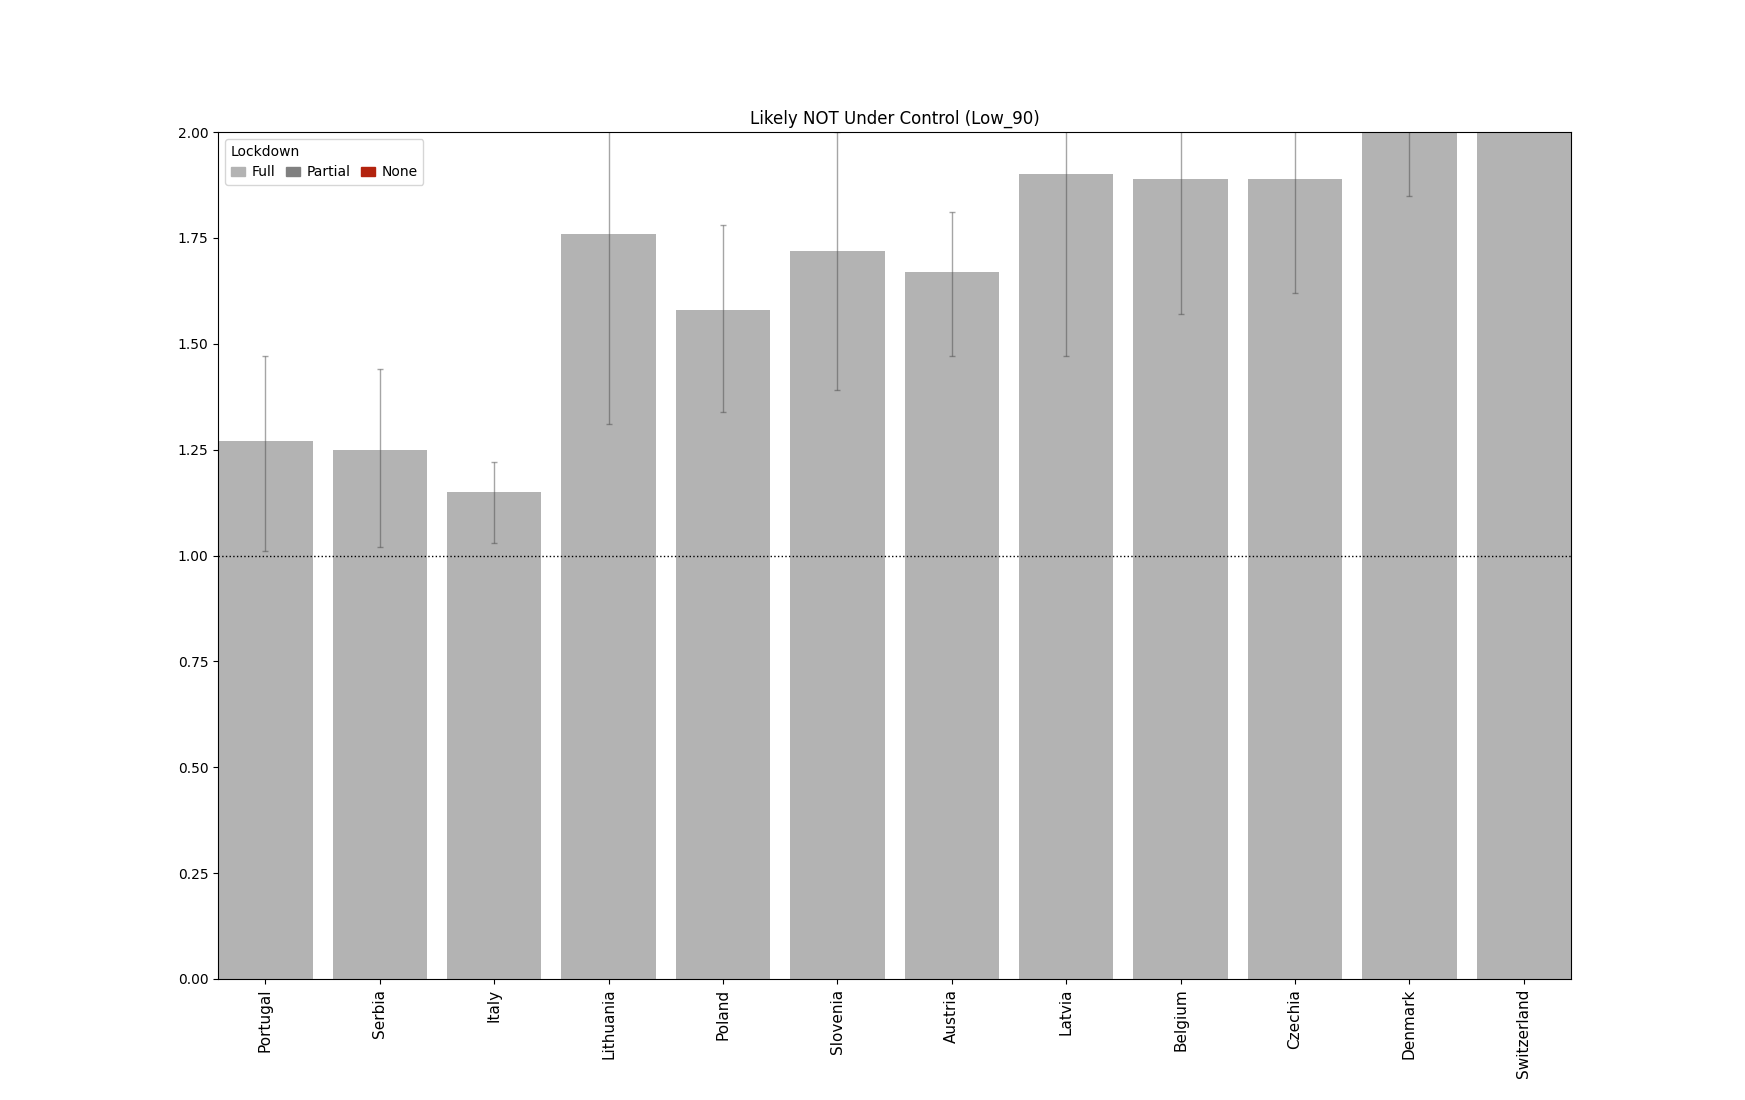 Likely NOT Under Control (Low_90)
Lockdown
Full Partial None
2.00
1.75
1.50
1.25
1.00
0.75
0.50
0.25
0.00
Portugal
Serbia
Italy
Lithuania
Poland
Slovenia
Austria
Latvia
Belgium
Czechia
Denmark
Switzerland